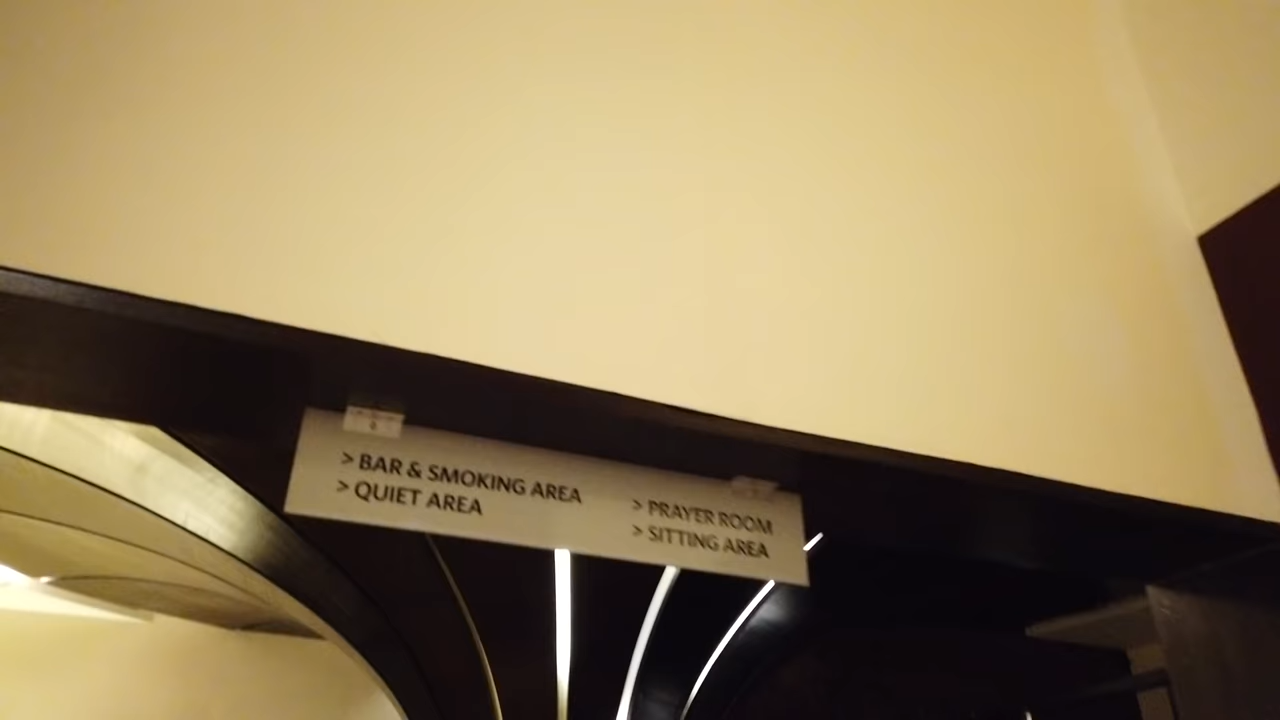 > BAR & SMOKING AREA
> QUIET AREA
> PRAYER ROOM
> SITTING AREA